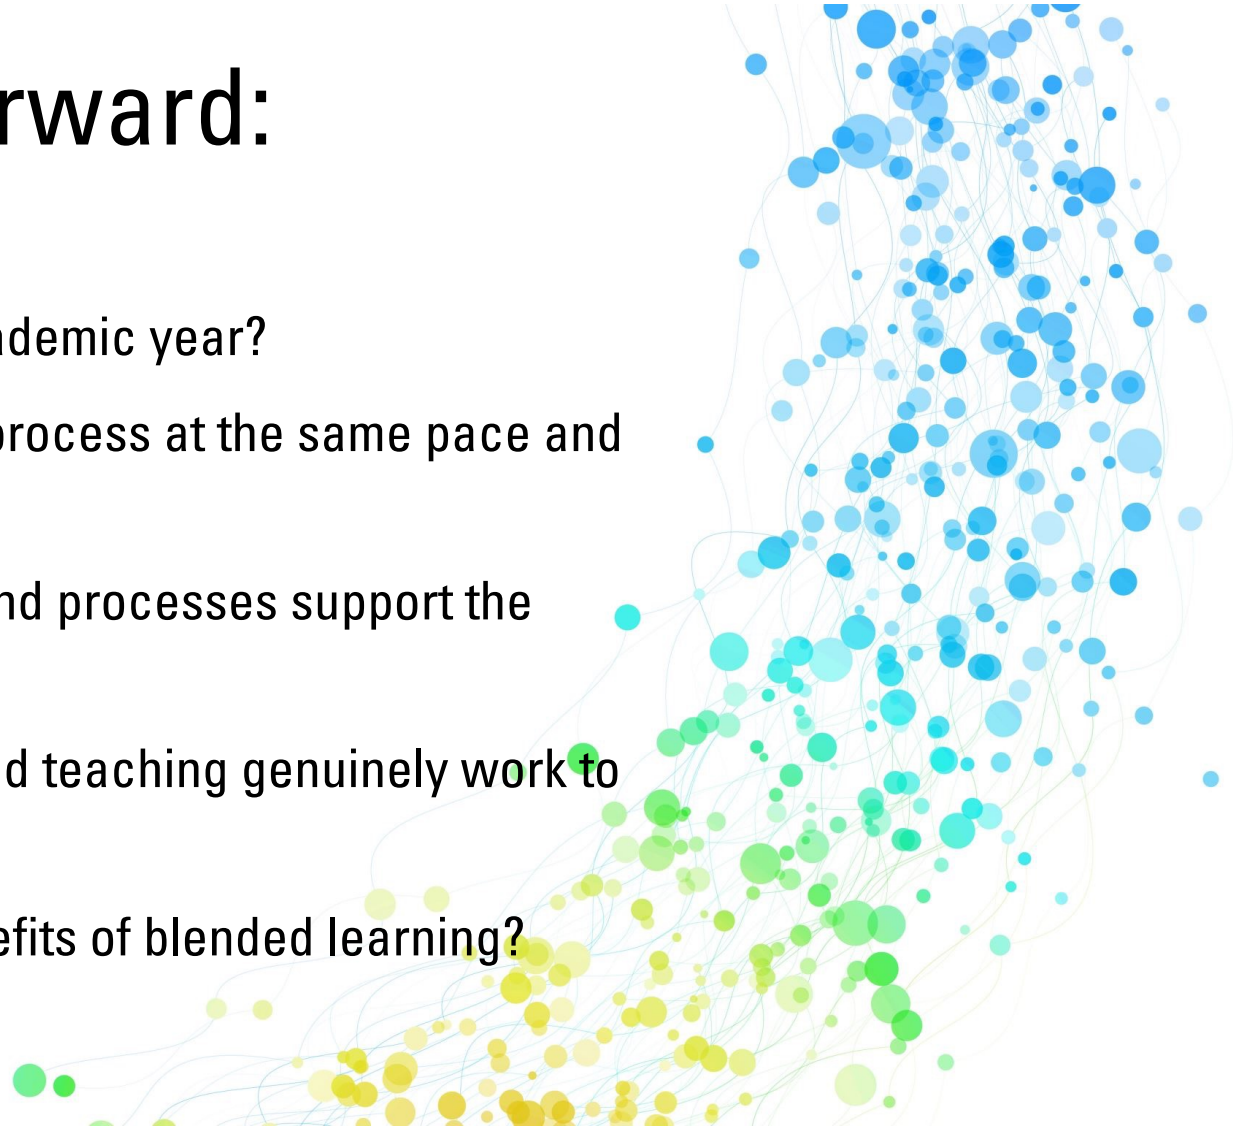 rward:
ademic year?
process at the same pace and
nd processes support the
d teaching genuinely work to
efits of blended learning?